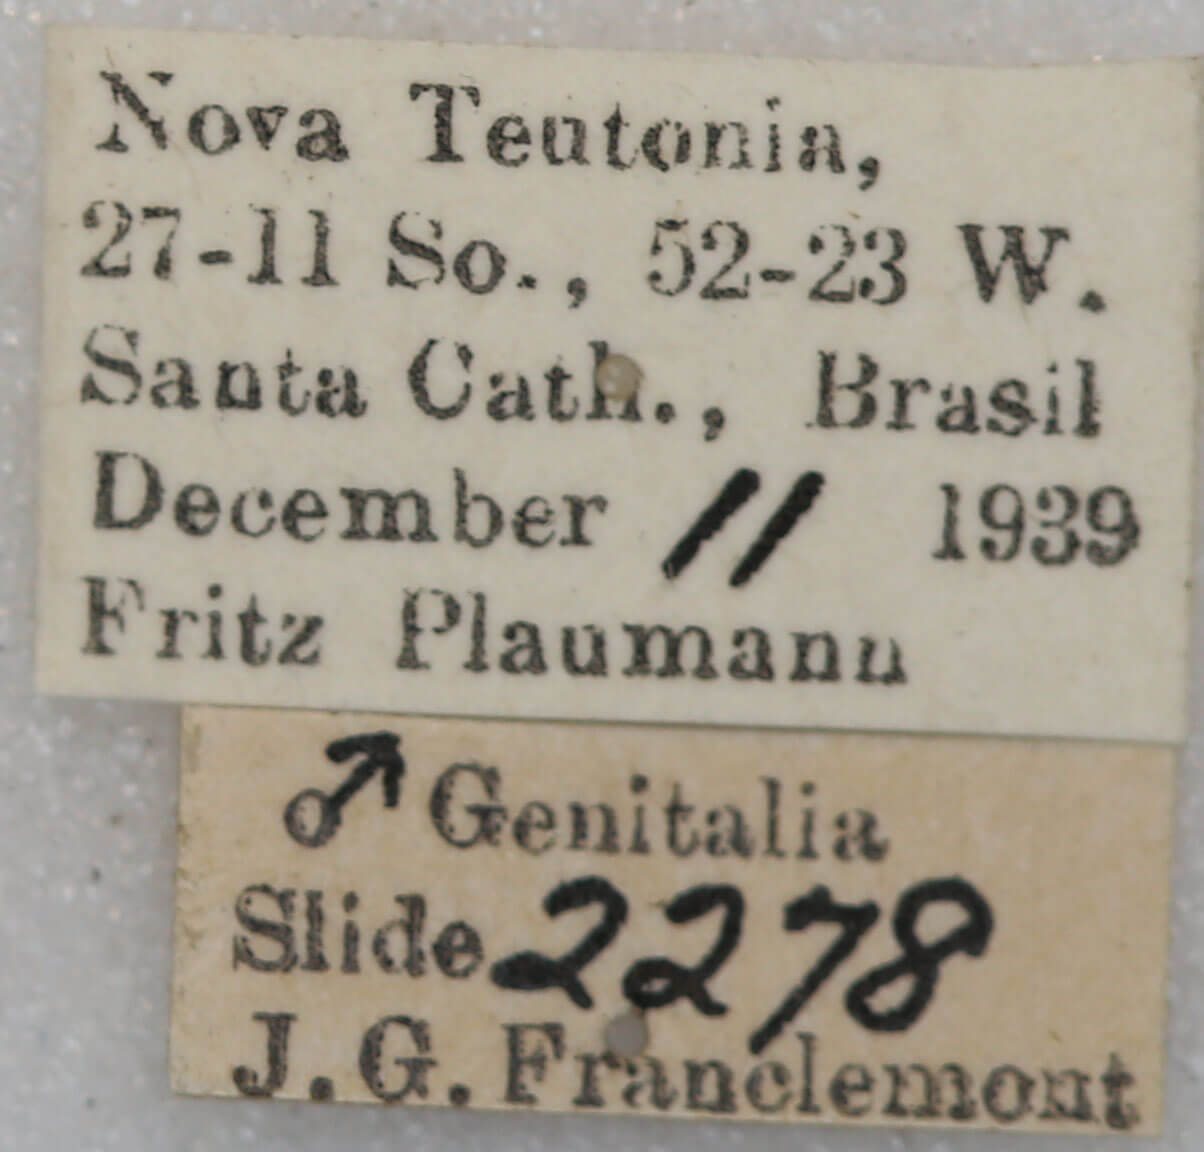 Nova Teutonia,
27-11 So., 52-23 W.
Santa Cath., Brasil
December 11 1939
Fritz Plaumann
♂ Genitalia
Slide 2278
J. G. Franclemont